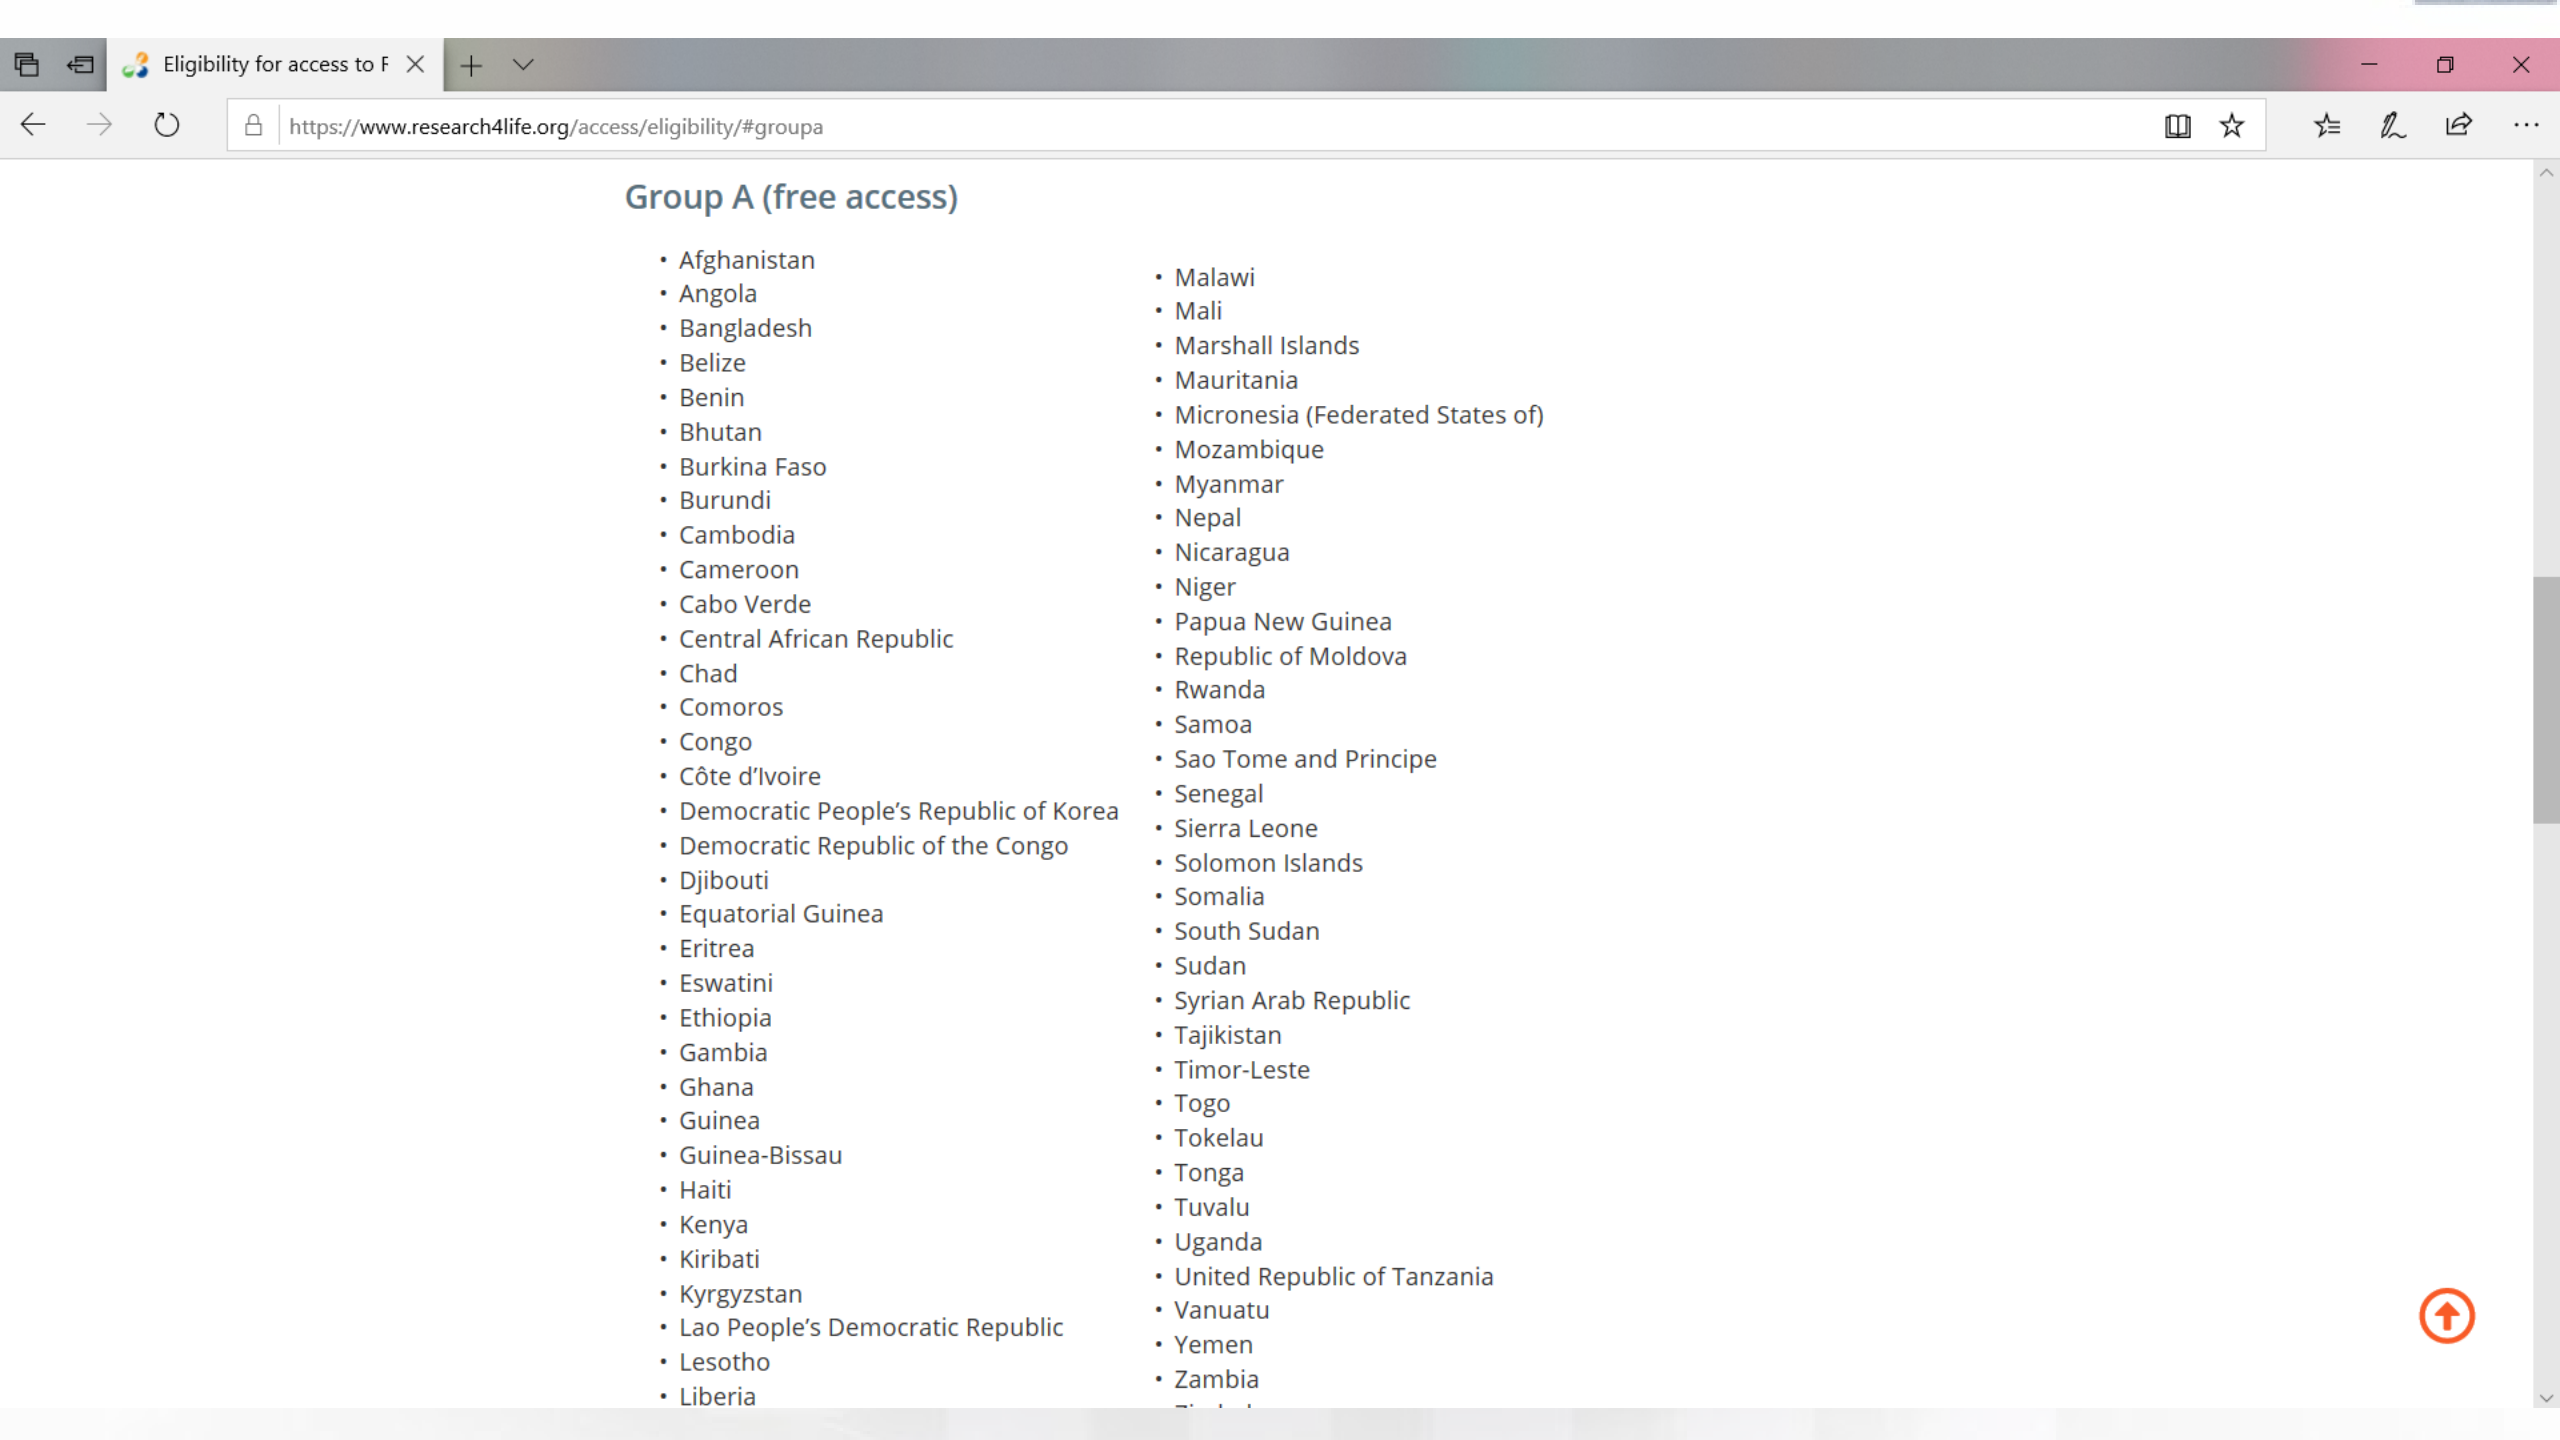 Eligibility for access to R
https://www.research4life.org/access/eligibility/#groupa
Group A (free access)
• Afghanistan
• Angola
• Bangladesh
• Belize
• Benin
• Bhutan
• Burkina Faso
• Burundi
• Cambodia
• Cameroon
• Cabo Verde
• Central African Republic
• Chad
• Comoros
• Congo
• Côte d’Ivoire
• Democratic People’s Republic of Korea
• Democratic Republic of the Congo
• Djibouti
• Equatorial Guinea
• Eritrea
• Eswatini
• Ethiopia
• Gambia
• Ghana
• Guinea
• Guinea-Bissau
• Haiti
• Kenya
• Kiribati
• Kyrgyzstan
• Lao People’s Democratic Republic
• Lesotho
• Liberia
• Malawi
• Mali
• Marshall Islands
• Mauritania
• Micronesia (Federated States of)
• Mozambique
• Myanmar
• Nepal
• Nicaragua
• Niger
• Papua New Guinea
• Republic of Moldova
• Rwanda
• Samoa
• Sao Tome and Principe
• Senegal
• Sierra Leone
• Solomon Islands
• Somalia
• South Sudan
• Sudan
• Syrian Arab Republic
• Tajikistan
• Timor-Leste
• Togo
• Tokelau
• Tonga
• Tuvalu
• Uganda
• United Republic of Tanzania
• Vanuatu
• Yemen
• Zambia